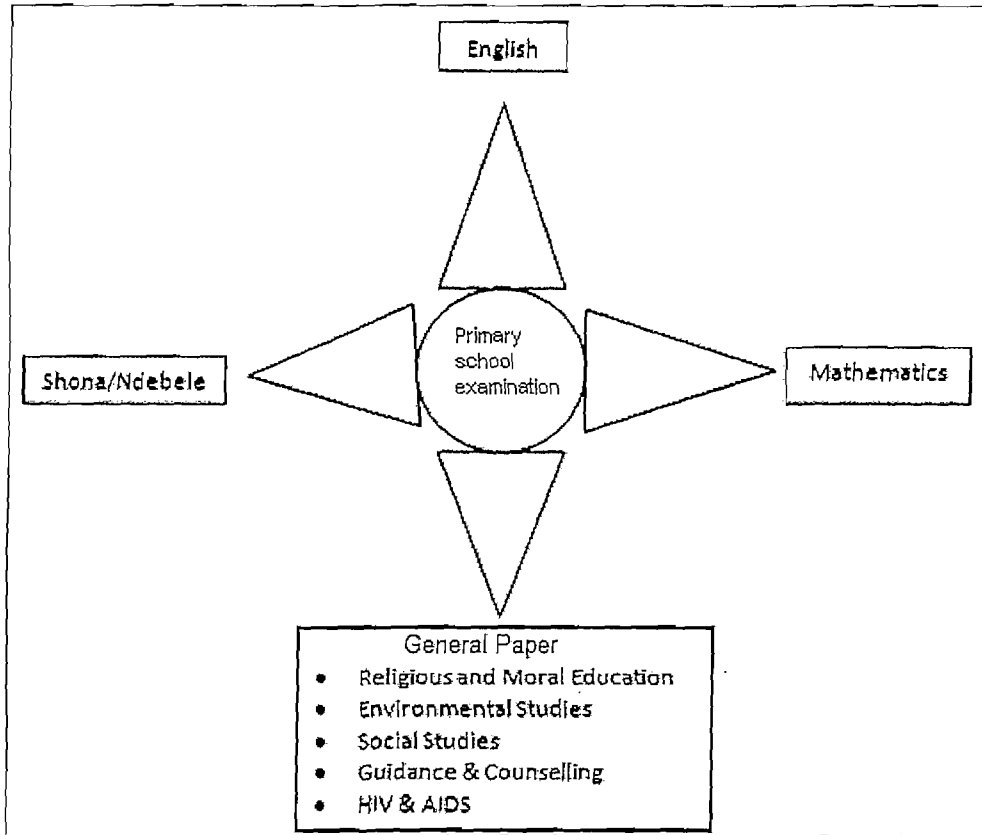 English
Primary
school
examination
Shona/Ndebele
Mathematics
General Paper
• Religious and Moral Education
• Environmental Studies
• Social Studies
• Guidance & Counselling
• HIV & AIDS